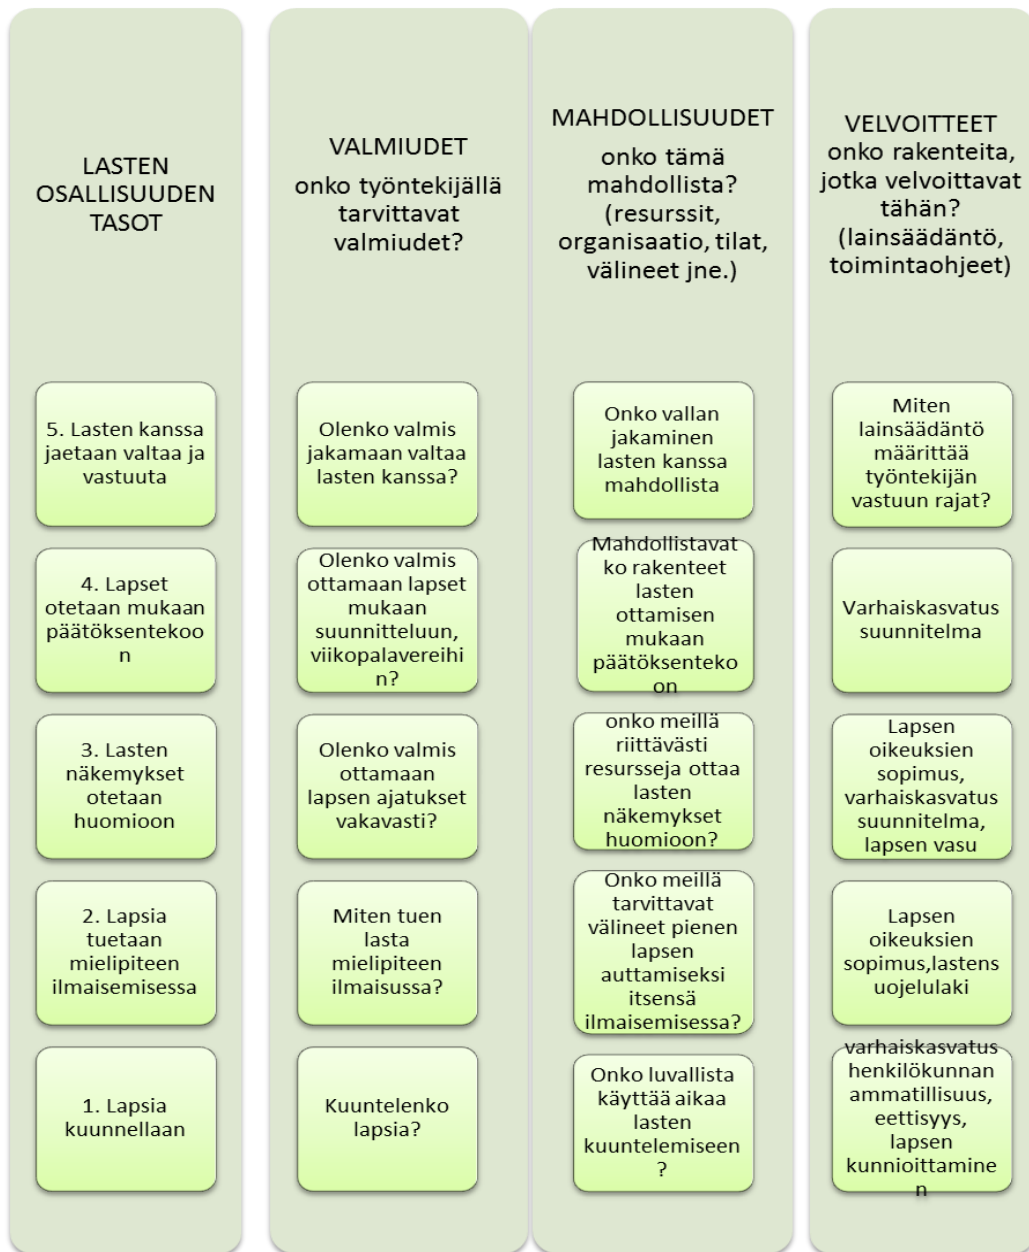 LASTEN
OSALLISUUDEN
TASOT
5. Lasten kanssa
jaetaan valtaa ja
vastuuta
4. Lapset
otetaan mukaan
päätöksentekoo
n
3. Lasten
näkemykset
otetaan
huomioon
2. Lapsia
tuetaan
mielipiteen
ilmaisemisessa
1. Lapsia
kuunnellaan
VALMIUDET
onko työntekijällä
tarvittavat
valmiudet?
Olenko valmis
jakamaan valtaa
lasten kanssa?
Olenko valmis
ottamaan lapset
mukaan
suunnitteluun,
viikopalavereihi
n?
Olenko valmis
ottamaan
lapsen ajatukset
vakavasti?
Miten tuen
lasta
mielipiteen
ilmaisussa?
Kuuntelenko
lapsia?
MAHDOLLISUUDET
onko tämä
mahdollista?
(resurssit,
organisaatio, tilat,
välineet jne.)
Onko vallan
jakaminen
lasten kanssa
mahdollista
Mahdollistavat
ko rakenteet
lasten
ottamisen
mukaan
päätöksenteko
on
onko meillä
riittävästi
resursseja ottaa
lasten
näkemykset
huomioon?
Onko meillä
tarvittavat
välineet pienen
lapsen
auttamiseksi
itsensä
ilmaisemisessa?
Onko luvallista
käyttää aikaa
lasten
kuuntelemiseen
?
VELVOITTEET
onko rakenteita,
jotka velvoittavat
tähän?
(lainsäädäntö,
toimintaohjeet)
Miten
lainsäädäntö
määrittää
työntekijän
vastuun rajat?
Varhaiskasvatus
suunnitelma
Lapsen
oikeuksien
sopimus,
varhaiskasvatus
suunnitelma,
lapsen vasu
Lapsen
oikeuksien
sopimus,lastens
uojelulaki
varhaiskasvatus
henkilökunnan
ammatillisuus,
eettisyys,
lapsen
kunnioittamine
n